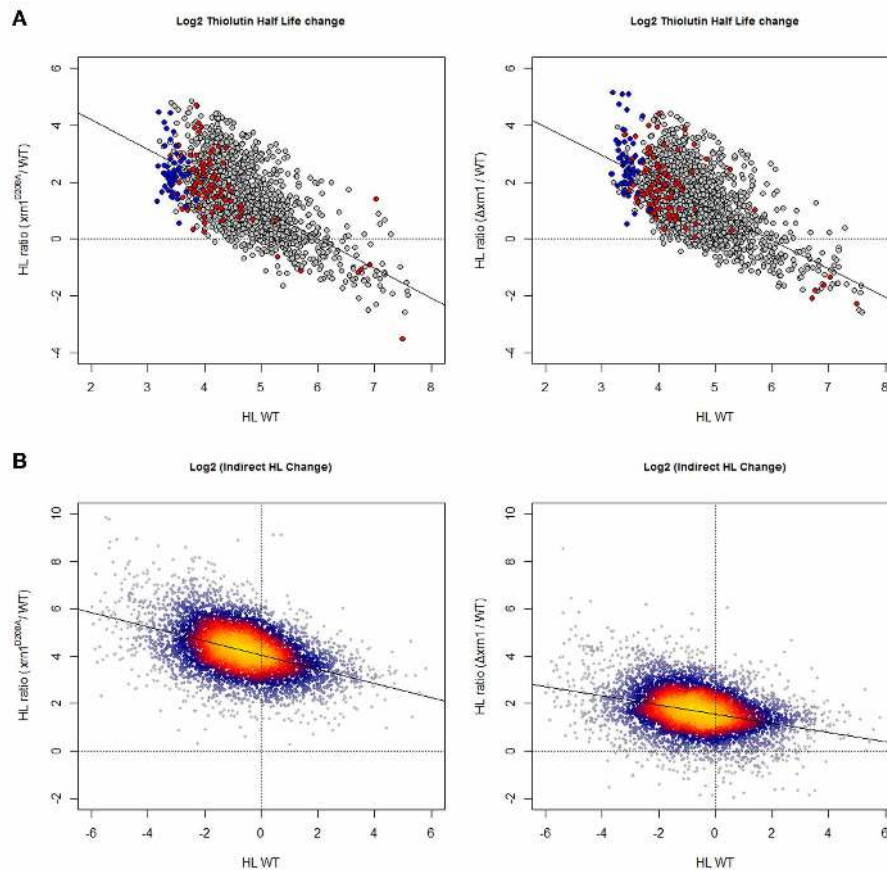 A
Log2 Thiolutin Half Life change
HL ratio ( xrn1D208A/ WT)
6
4
2
0
-2
-4
2 3 4 5 6 7 8
HL WT
Log2 Thiolutin Half Life change
HL ratio (Δxrn1 / WT)
6
4
2
0
-2
-4
2 3 4 5 6 7 8
HL WT
B
Log2 (Indirect HL Change)
HL ratio ( xrn1D208A/ WT)
10
8
6
4
2
0
-2
-6 -4 -2 0 2 4 6
HL WT
Log2 (Indirect HL Change)
HL ratio (Δxrn1 / WT)
10
8
6
4
2
0
-2
-6 -4 -2 0 2 4 6
HL WT